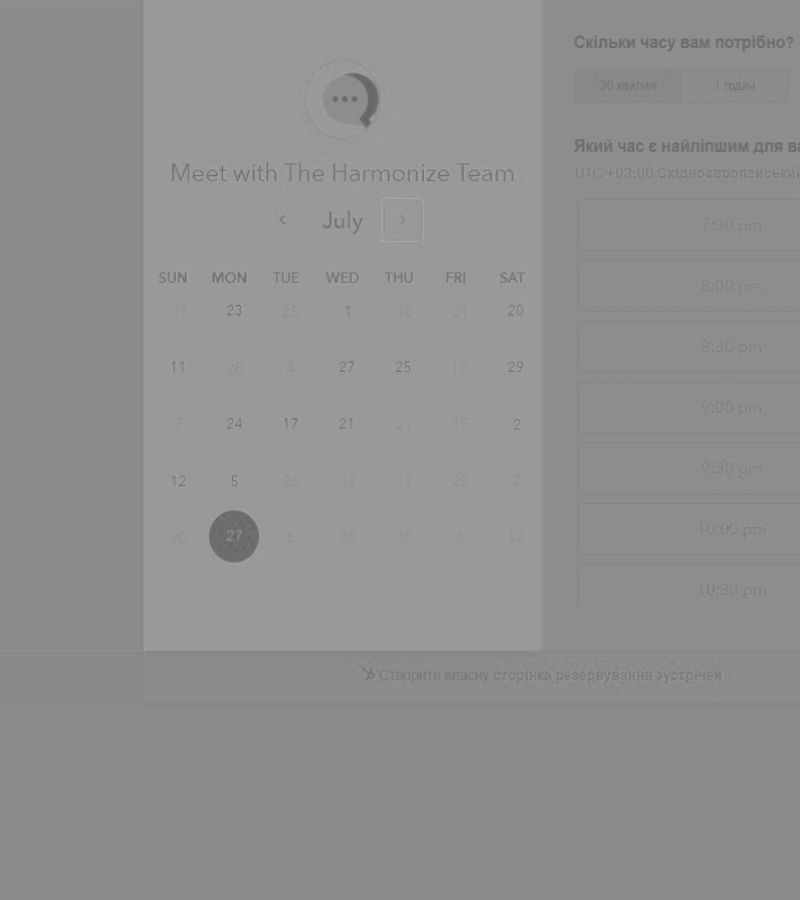 Meet with The Harmonize Team
July
SUN MON TUE WED THU FRI SAT
17 23 25 1 10 21 20
11 28 4 27 25 12 29
7 24 17 21 21 15 2
12 5 26 17 17 22 2
20 27 5 30 30 6 12
Скільки часу вам потрібно?
30 хвилин 1 годин
Який час є найліпшим для ва
UTC +03:00 Східноєвропейський
7:30 pm
8:00 pm
8:30 pm
9:00 pm
9:30 pm
10:00 pm
10:30 pm
Створити власну сторінка резервування зустрічей